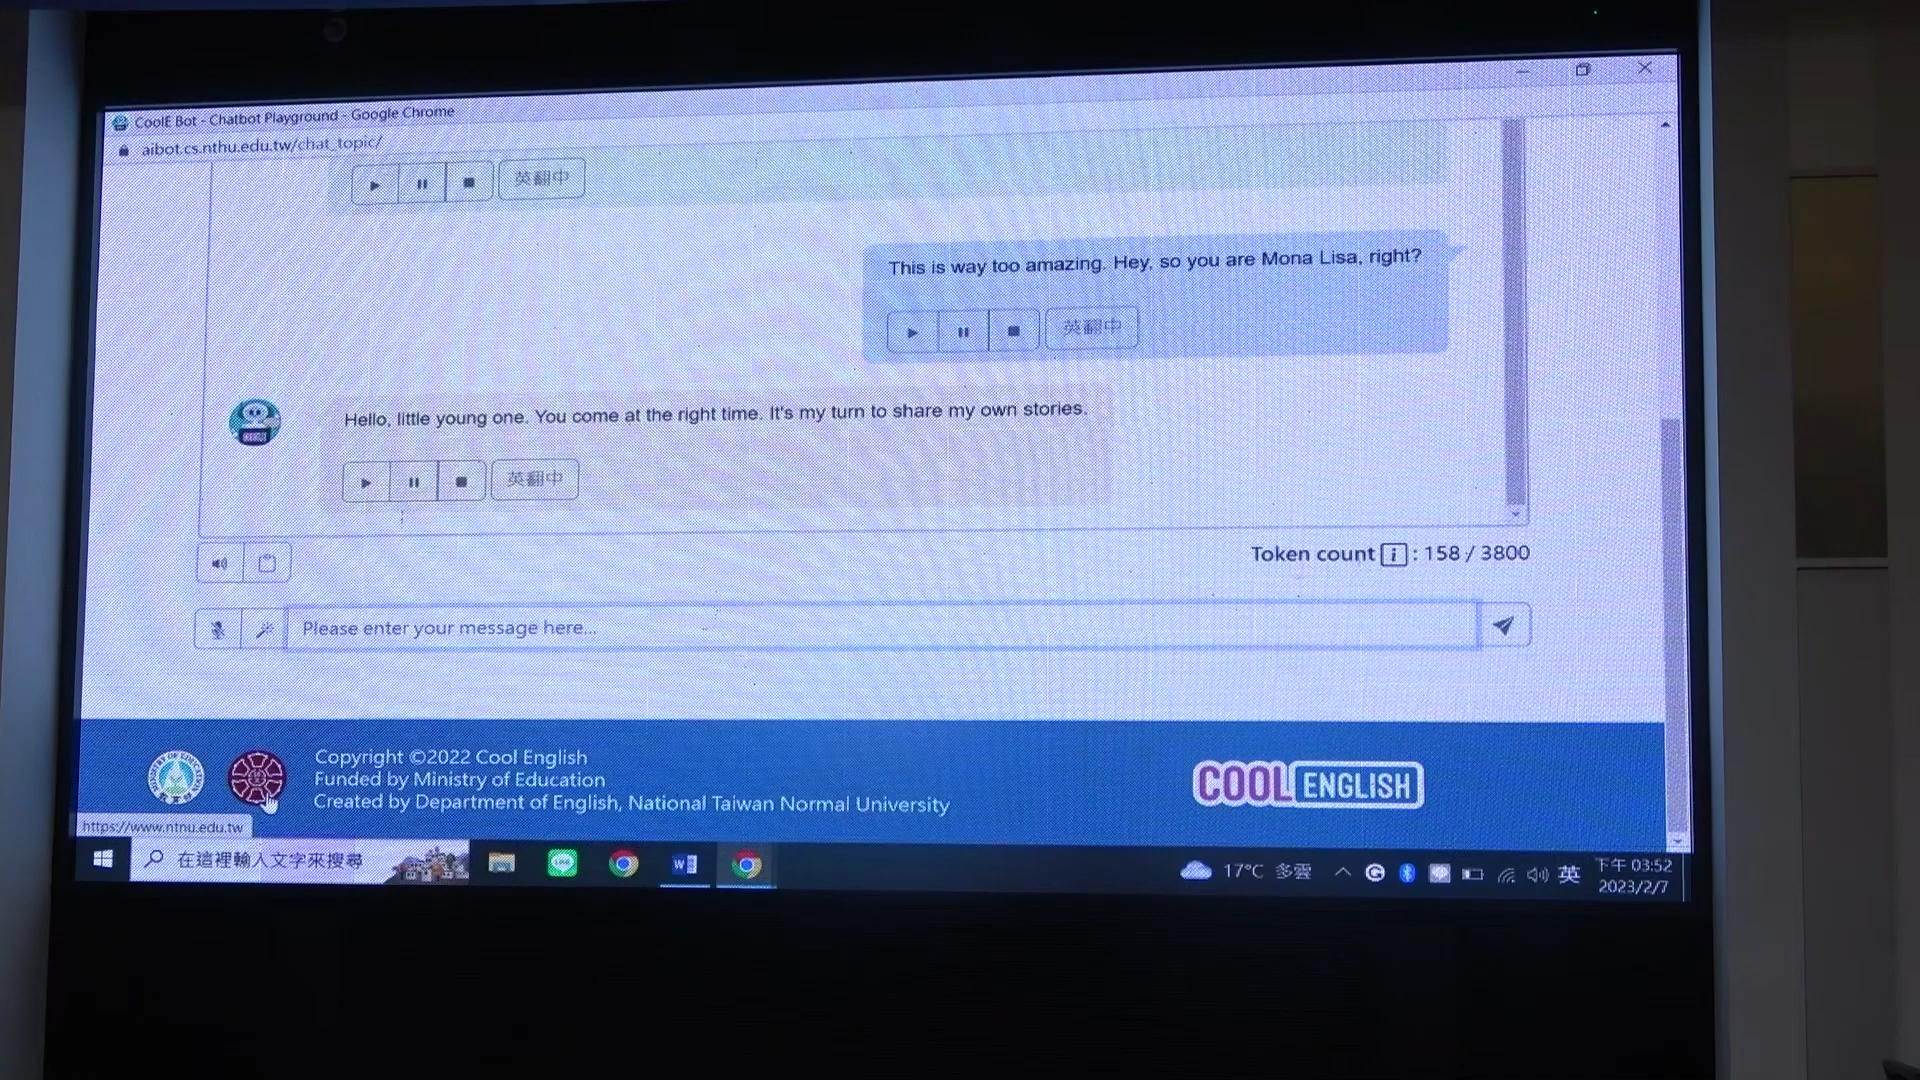 CoolE Bot - Chatbot Playground - Google Chrome
aibot.cs.nthu.edu.tw/chat_topic/
英翻中
This is way too amazing. Hey, so you are Mona Lisa, right?
英翻中
Hello, little young one. You come at the right time. It's my turn to share my own stories.
英翻中
Token count i : 158 / 3800
Please enter your message here...
Copyright ©2022 Cool English
Funded by Ministry of Education
Created by Department of English, National Taiwan Normal University
COOL ENGLISH
https://www.ntnu.edu.tw
在這裡輸入文字來搜尋
17°C 多雲
英
下午 03:52
2023/2/7